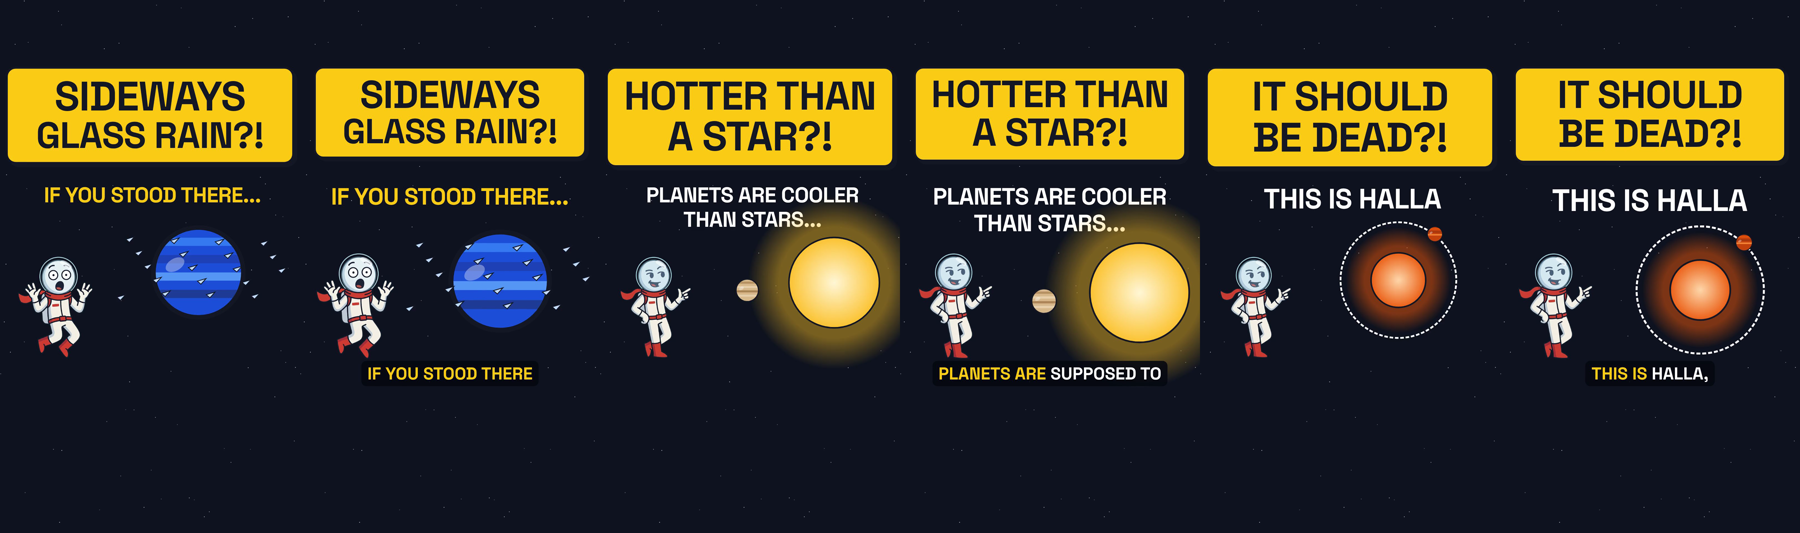 SIDEWAYS
GLASS RAIN?!
IF YOU STOOD THERE...
SIDEWAYS
GLASS RAIN?!
IF YOU STOOD THERE...
IF YOU STOOD THERE
HOTTER THAN
A STAR?!
PLANETS ARE COOLER
THAN STARS...
HOTTER THAN
A STAR?!
PLANETS ARE COOLER
THAN STARS...
PLANETS ARE SUPPOSED TO
IT SHOULD
BE DEAD?!
THIS IS HALLA
IT SHOULD
BE DEAD?!
THIS IS HALLA
THIS IS HALLA,